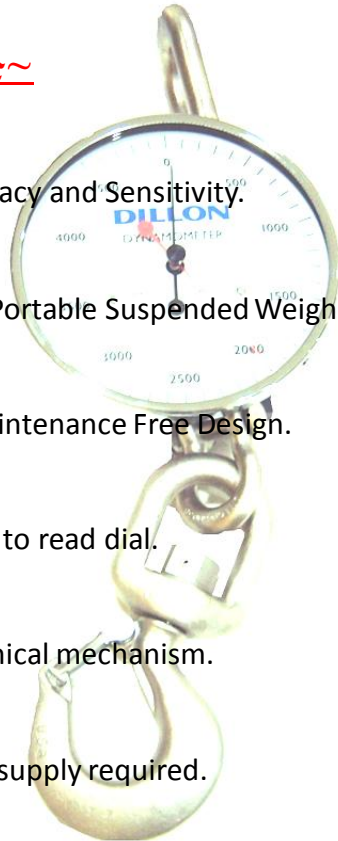 ~
0
500
acy and Sensitivity.
DILLON
4000
DYNAMOMETER
1000
Portable Suspended Weigh
1500
3000
2000
2500
intenance Free Design.
to read dial.
nical mechanism.
supply required.